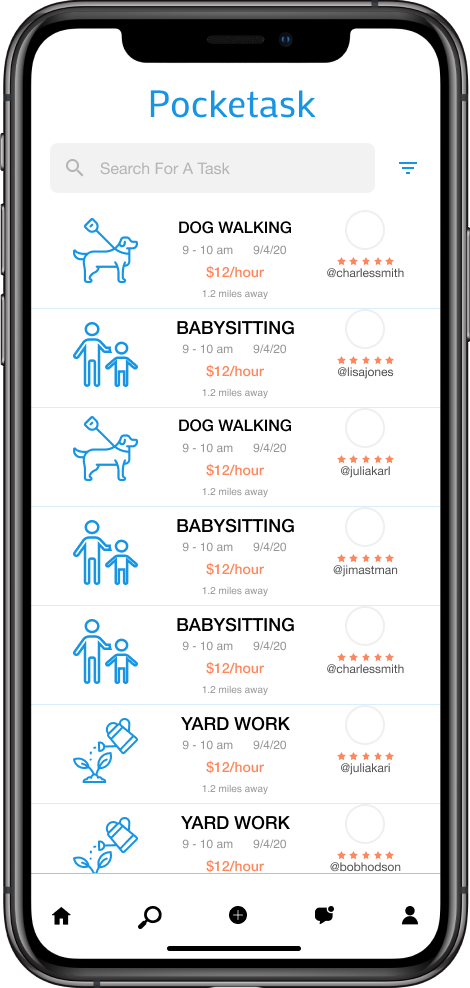 Pocketask
Search For A Task
DOG WALKING
9 - 10 am 9/4/20
$12/hour
1.2 miles away
@charlessmith
BABYSITTING
9 - 10 am 9/4/20
$12/hour
1.2 miles away
@lisajones
DOG WALKING
9 - 10 am 9/4/20
$12/hour
1.2 miles away
@juliakarl
BABYSITTING
9 - 10 am 9/4/20
$12/hour
1.2 miles away
@jimastman
BABYSITTING
9 - 10 am 9/4/20
$12/hour
1.2 miles away
@charlessmith
YARD WORK
9 - 10 am 9/4/20
$12/hour
1.2 miles away
@juliakari
YARD WORK
9 - 10 am 9/4/20
$12/hour
@bobhodson